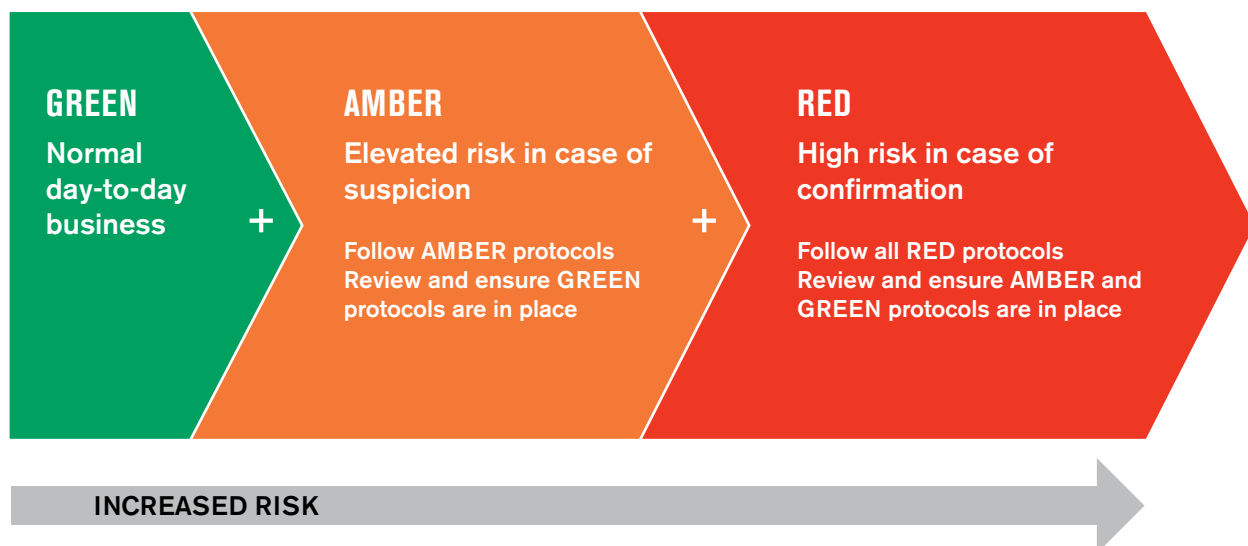 GREEN
Normal
day-to-day
business
+
AMBER
Elevated risk in case of
suspicion
Follow AMBER protocols
Review and ensure GREEN
protocols are in place
+
RED
High risk in case of
confirmation
Follow all RED protocols
Review and ensure AMBER and
GREEN protocols are in place
INCREASED RISK